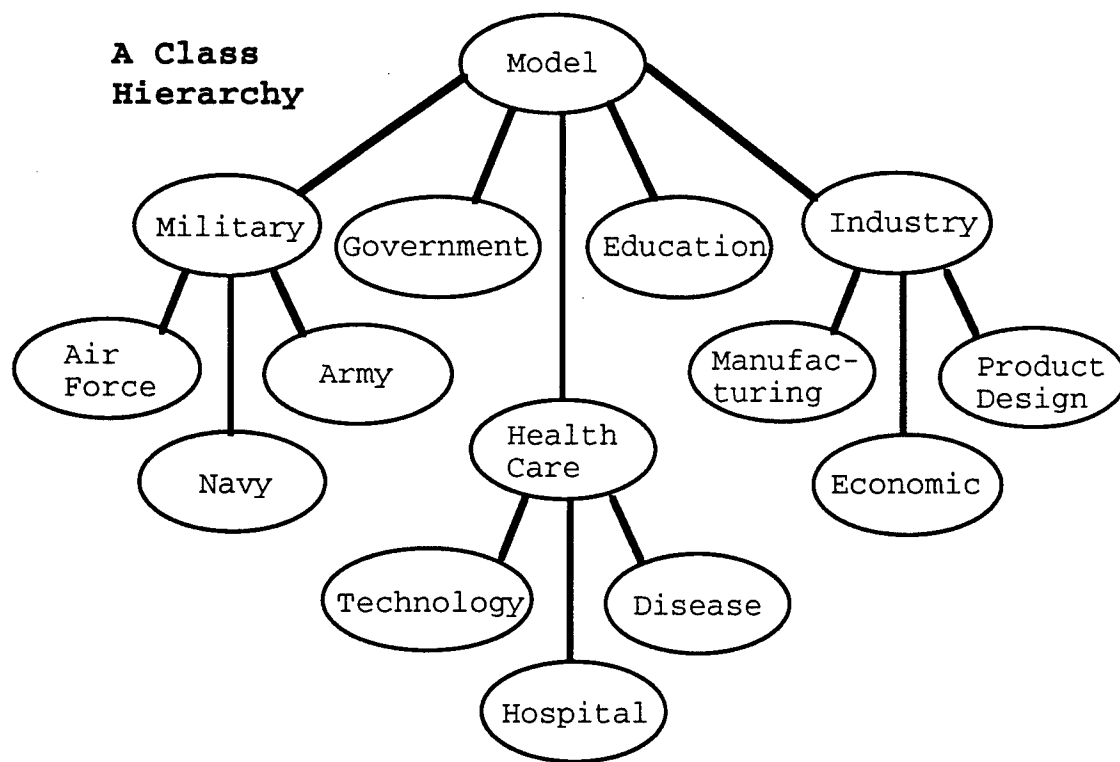 A Class
Hierarchy
Model
Military
Government
Education
Industry
Air
Force
Army
Navy
Health
Care
Manufac-
turing
Product
Design
Economic
Technology
Disease
Hospital